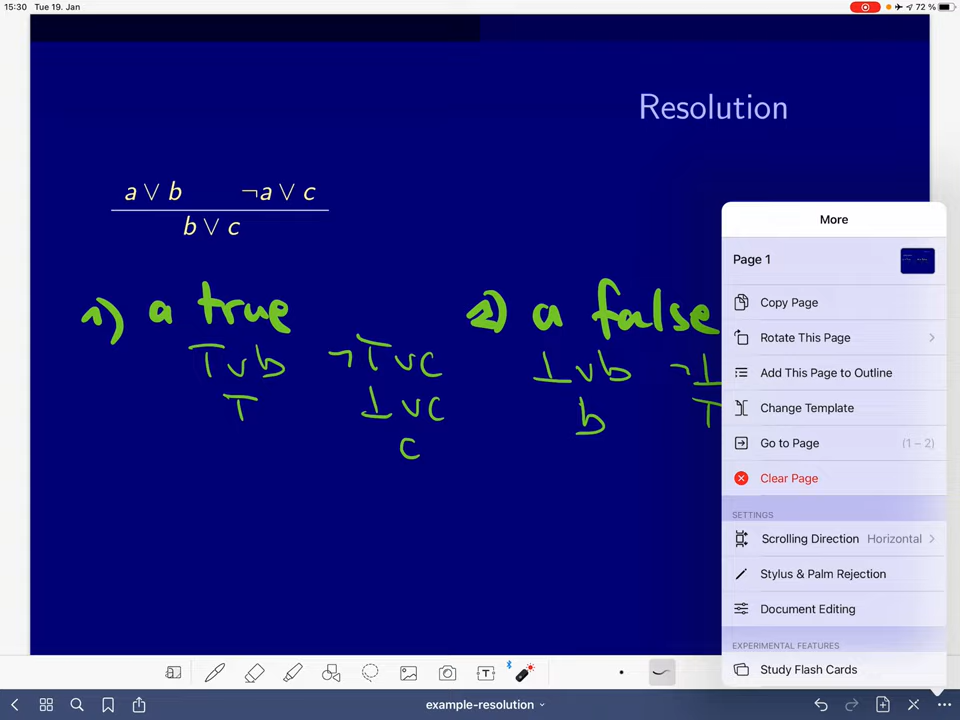 15:30 Tue 19. Jan 72 %
Resolution
a ∨ b ¬a ∨ c
b ∨ c
1) a true
⊤ ∨ b ¬⊤ ∨ c
⊤ ⊥ ∨ c
c
2) a false
⊥ ∨ b ¬⊥
b ⊤
More
Page 1
Copy Page
Rotate This Page
Add This Page to Outline
Change Template
Go to Page (1 – 2)
Clear Page
SETTINGS
Scrolling Direction Horizontal
Stylus & Palm Rejection
Document Editing
EXPERIMENTAL FEATURES
Study Flash Cards
example-resolution